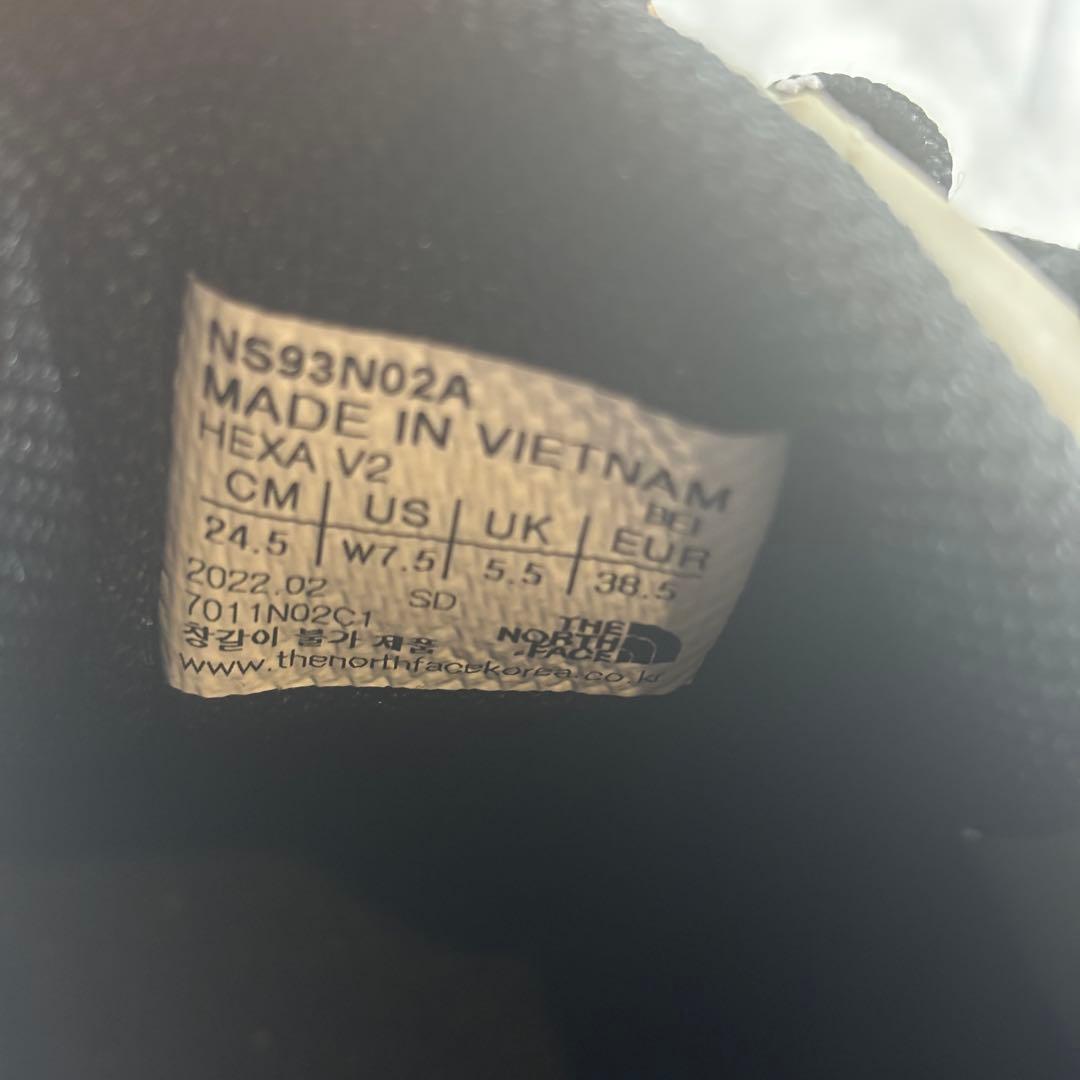 NS93N02A
MADE IN VIETNAM
HEXA V2 BEI
CM US UK EUR
24.5 W7.5 5.5 38.5
2022.02 SD
7011N02C1
창갈이 불가 제품
THE
NORTH
FACE
www.thenorthfacekorea.co.kr